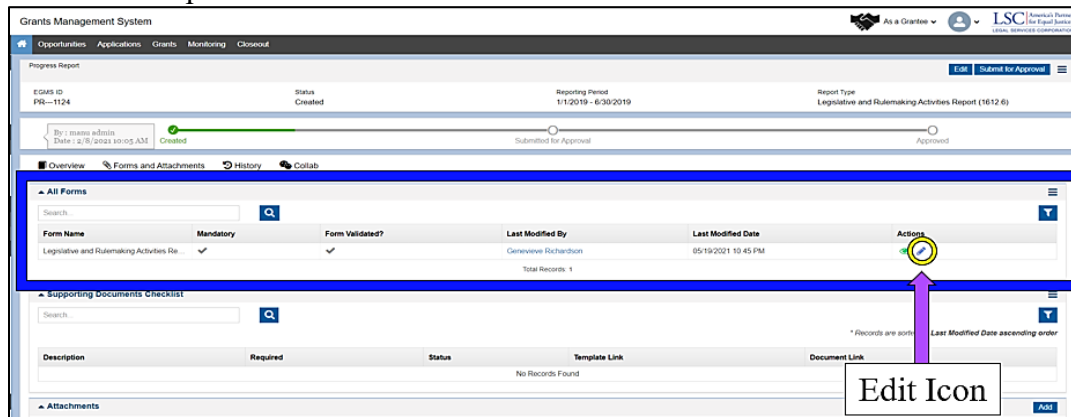 Grants Management System
As a Grantee
LSC America's Partner for Equal Justice
LEGAL SERVICES CORPORATION
Opportunities Applications Grants Monitoring Closeout
Progress Report
Edit Submit for Approval
EGMS ID Status Reporting Period Report Type
PR---1124 Created 1/1/2019 - 6/30/2019 Legislative and Rulemaking Activities Report (1612.6)
By : manu admin
Date : 2/8/2021 10:05 AM
Created Submitted for Approval Approved
Overview Forms and Attachments History Collab
All Forms
Search...
Form Name Mandatory Form Validated? Last Modified By Last Modified Date Actions
Legislative and Rulemaking Activities Re... Genevieve Richardson 05/19/2021 10:45 PM
Total Records 1
Supporting Documents Checklist
Search...
* Records are sorte Last Modified Date ascending order
Description Required Status Template Link Document Link
No Records Found
Edit Icon
Attachments
Add